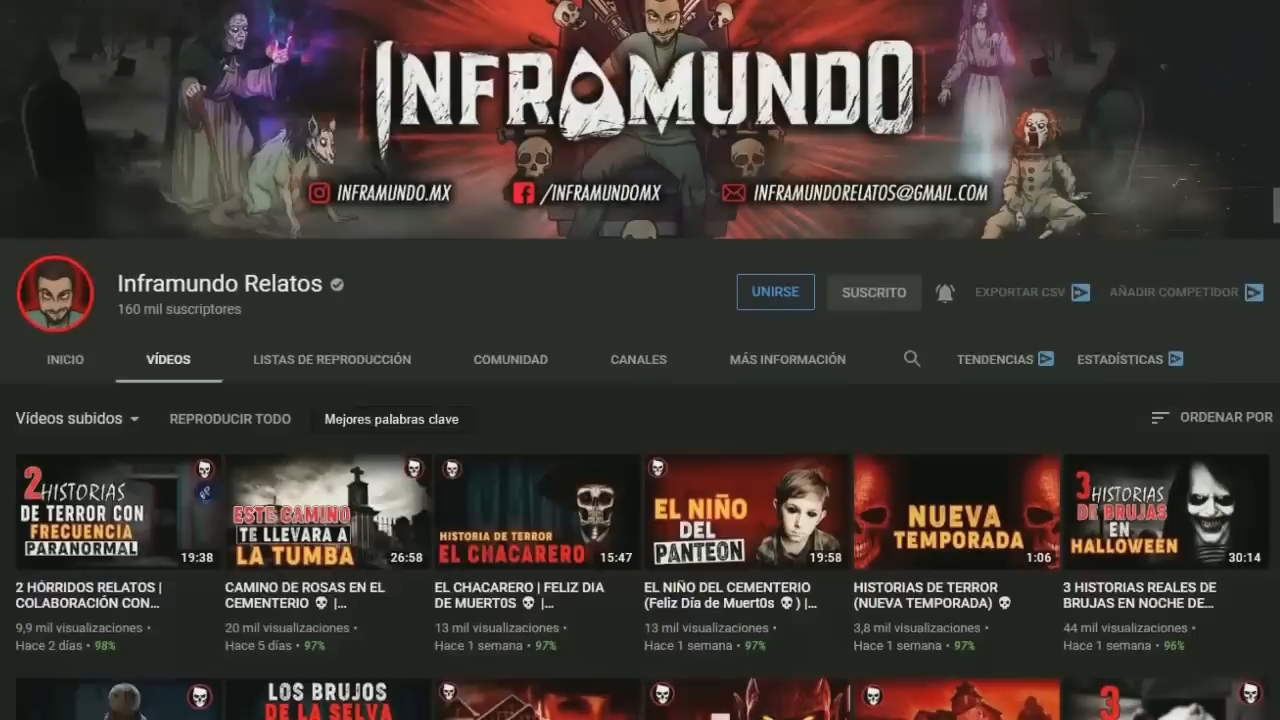 INFRAMUNDO
INFRAMUNDO.MX
/INFRAMUNDOMX
INFRAMUNDORELATOS@GMAIL.COM
Inframundo Relatos
160 mil suscriptores
UNIRSE
SUSCRITO
EXPORTAR CSV
AÑADIR COMPETIDOR
INICIO
VÍDEOS
LISTAS DE REPRODUCCIÓN
COMUNIDAD
CANALES
MÁS INFORMACIÓN
TENDENCIAS
ESTADÍSTICAS
Vídeos subidos
REPRODUCIR TODO
Mejores palabras clave
ORDENAR POR
2 HISTORIAS
DE TERROR CON
FRECUENCIA
PARANORMAL
19:38
2 HÓRRIDOS RELATOS |
COLABORACIÓN CON...
9,9 mil visualizaciones •
Hace 2 días • 98%
ESTE CAMINO
TE LLEVARA A
LA TUMBA
26:58
CAMINO DE ROSAS EN EL
CEMENTERIO 💀 |...
20 mil visualizaciones •
Hace 5 días • 97%
HISTORIA DE TERROR
EL CHACARERO
15:47
EL CHACARERO | FELIZ DIA
DE MUERT0S 💀 |...
13 mil visualizaciones •
Hace 1 semana • 97%
EL NIÑO
DEL
PANTEON
19:58
EL NIÑO DEL CEMENTERIO
(Feliz Día de Muert0s 💀) |...
13 mil visualizaciones •
Hace 1 semana • 97%
NUEVA
TEMPORADA
1:06
HISTORIAS DE TERROR
(NUEVA TEMPORADA) 💀
3,8 mil visualizaciones •
Hace 1 semana • 97%
3 HISTORIAS
DE BRUJAS
EN
HALLOWEEN
30:14
3 HISTORIAS REALES DE
BRUJAS EN NOCHE DE...
44 mil visualizaciones •
Hace 1 semana • 96%
LOS BRUJOS
DE LA SELVA
3